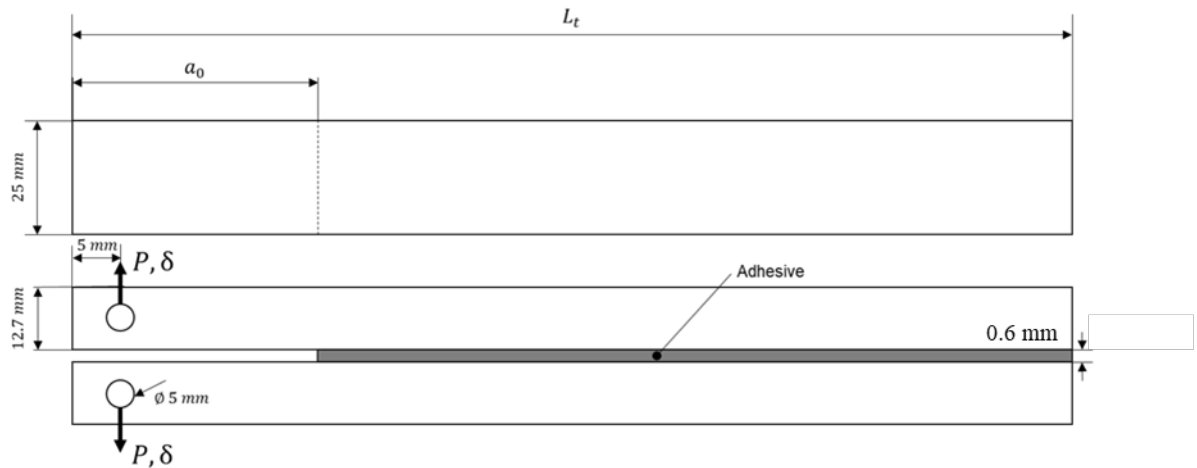 L_t
a_0
25 mm
5 mm
P, δ
Adhesive
12.7 mm
0.6 mm
Ø 5 mm
P, δ